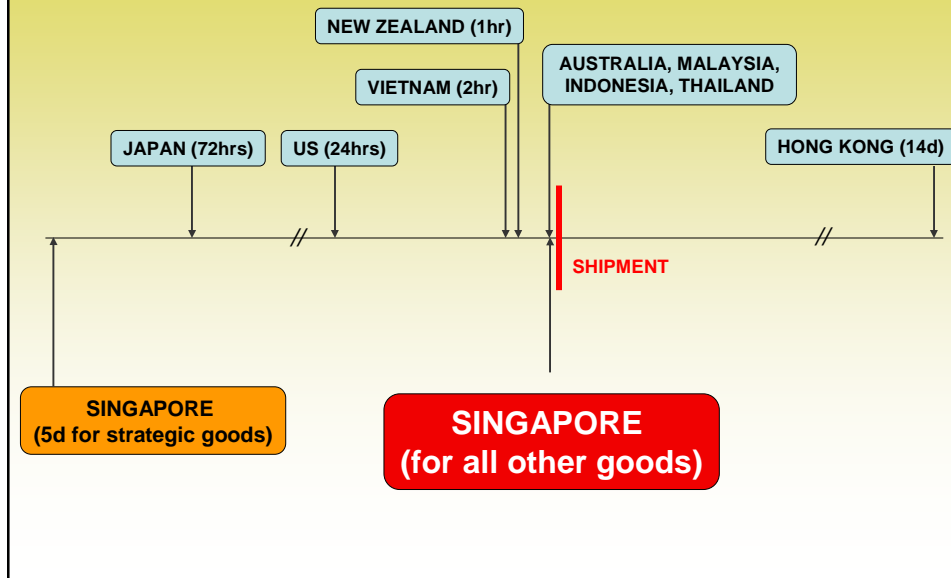 NEW ZEALAND (1hr)
AUSTRALIA, MALAYSIA,
INDONESIA, THAILAND
VIETNAM (2hr)
JAPAN (72hrs)
US (24hrs)
HONG KONG (14d)
//
//
SHIPMENT
SINGAPORE
(5d for strategic goods)
SINGAPORE
(for all other goods)